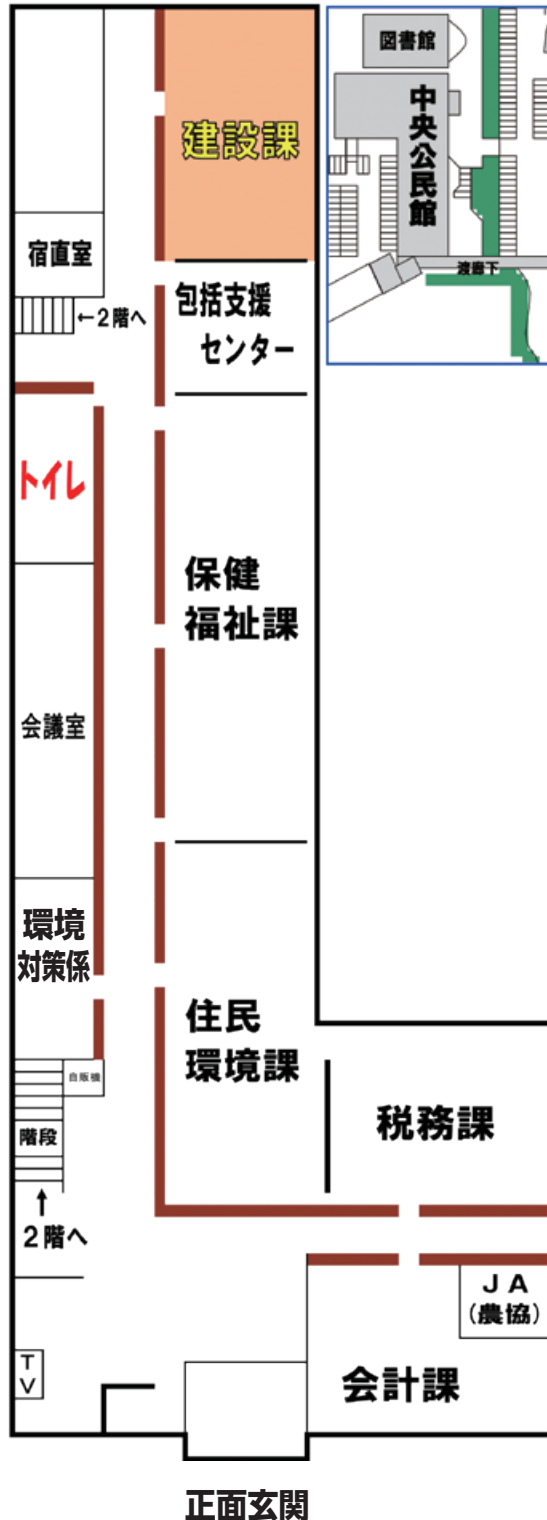 建設課
図書館
中央公民館
渡廊下
宿直室
←2階へ
包括支援
センター
トイレ
保健
福祉課
会議室
環境
対策係
住民
環境課
自販機
税務課
階段
↑
2階へ
JA
(農協)
TV
会計課
正面玄関